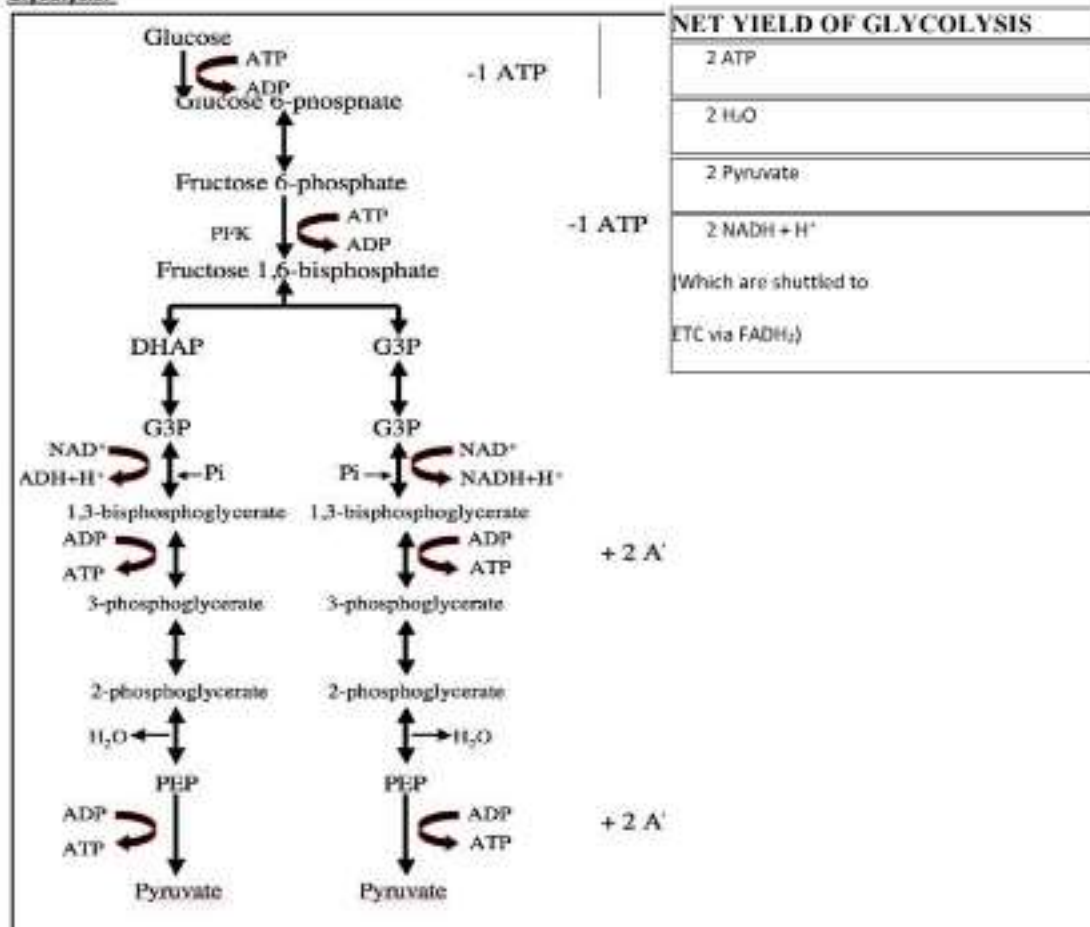 Glucose
ATP
ADP
-1 ATP
Glucose 6-phosphate
Fructose 6-phosphate
PFK
ATP
ADP
-1 ATP
Fructose 1,6-bisphosphate
DHAP G3P
G3P G3P
NAD⁺ NAD⁺
ADH+H⁺ Pi Pi NADH+H⁺
1,3-bisphosphoglycerate 1,3-bisphosphoglycerate
ADP ADP
ATP ATP
+ 2 A
3-phosphoglycerate 3-phosphoglycerate
2-phosphoglycerate 2-phosphoglycerate
H₂O H₂O
PEP PEP
ADP ADP
ATP ATP
+ 2 A
Pyruvate Pyruvate
NET YIELD OF GLYCOLYSIS
2 ATP
2 H₂O
2 Pyruvate
2 NADH + H⁺
(Which are shuttled to
ETC via FADH₂)